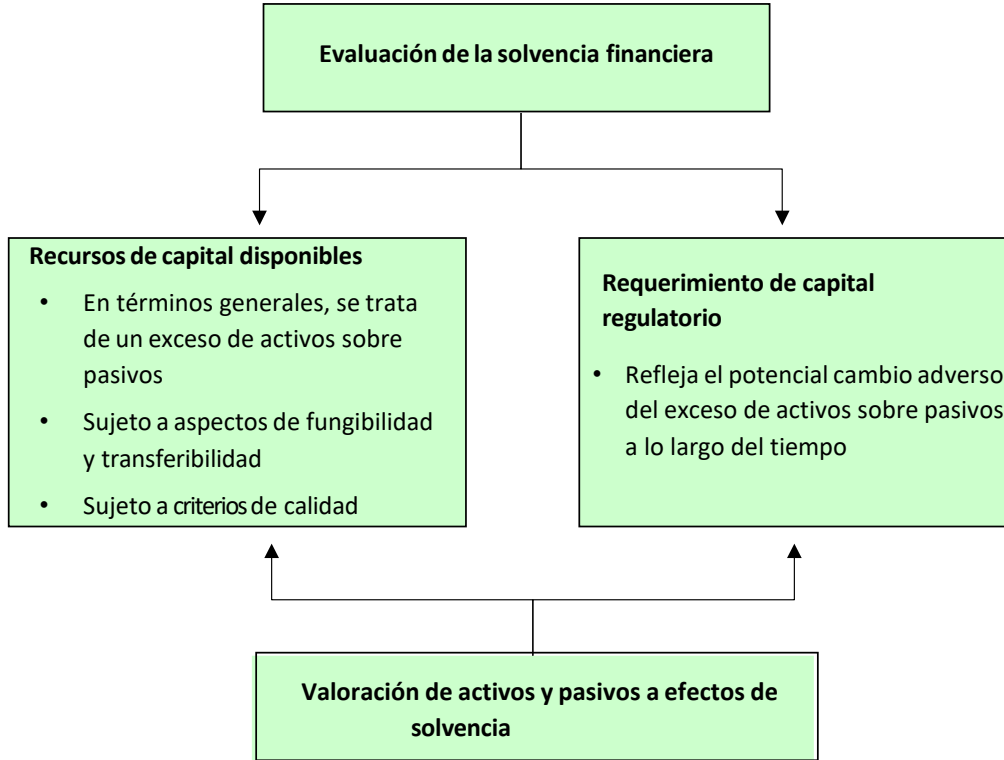 Evaluación de la solvencia financiera
Recursos de capital disponibles
• En términos generales, se trata
de un exceso de activos sobre
pasivos
• Sujeto a aspectos de fungibilidad
y transferibilidad
• Sujeto a criterios de calidad
Requerimiento de capital
regulatorio
• Refleja el potencial cambio adverso
del exceso de activos sobre pasivos
a lo largo del tiempo
Valoración de activos y pasivos a efectos de
solvencia